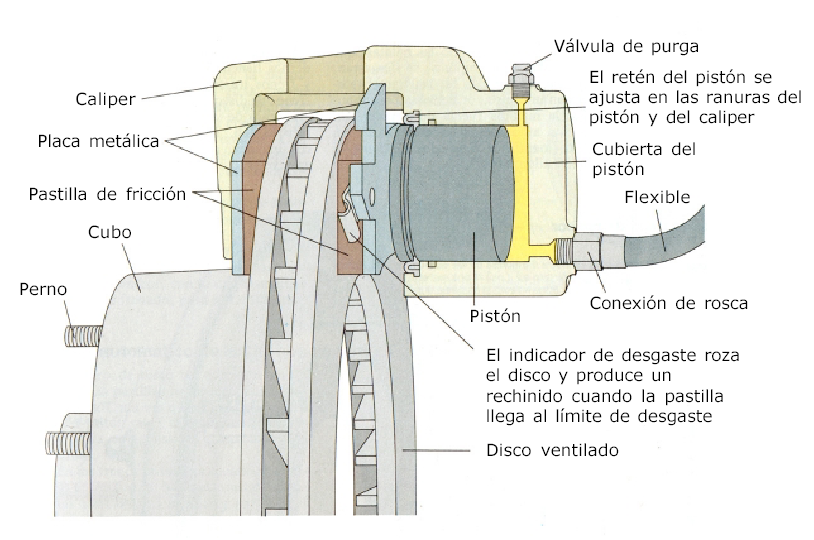 Válvula de purga
El retén del pistón se
ajusta en las ranuras del
pistón y del caliper
Caliper
Placa metálica
Cubierta del
pistón
Pastilla de fricción
Flexible
Cubo
Perno
Conexión de rosca
Pistón
El indicador de desgaste roza
el disco y produce un
rechinido cuando la pastilla
llega al límite de desgaste
Disco ventilado